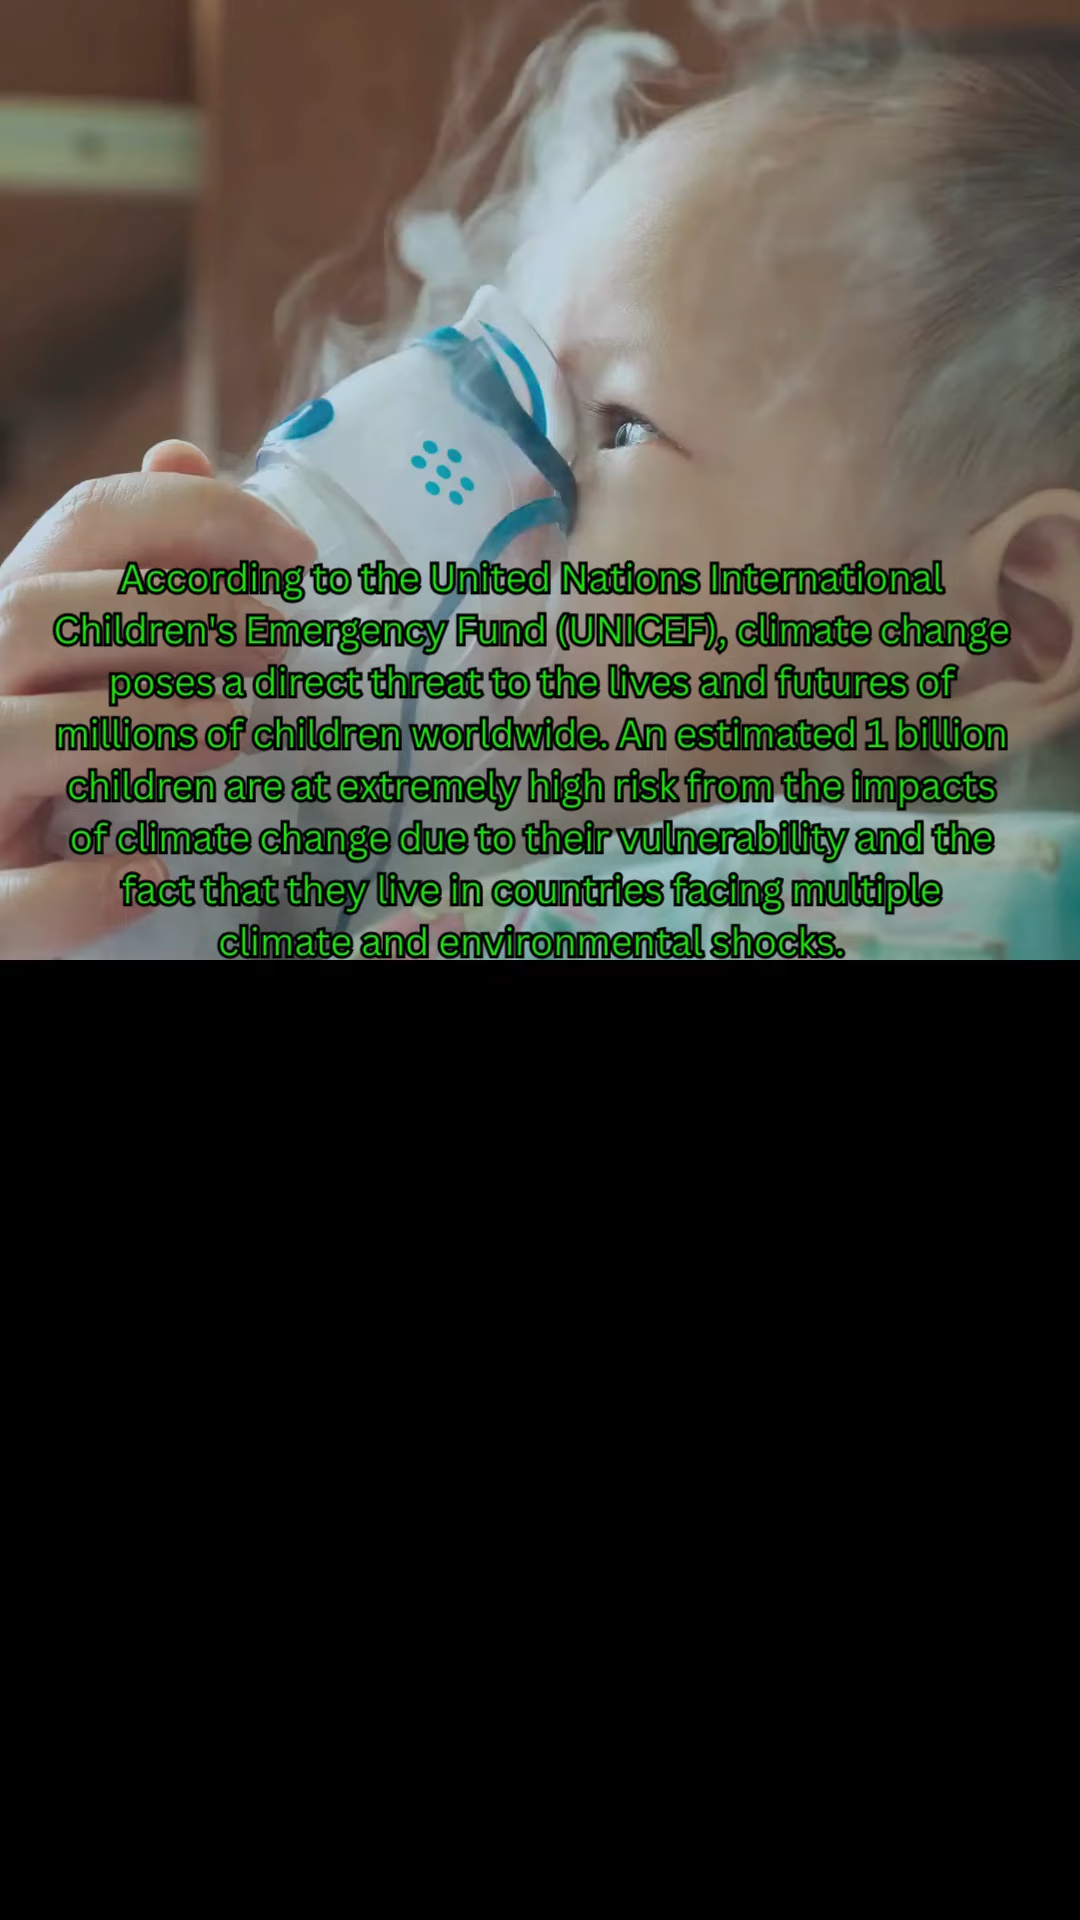 According to the United Nations International
Children's Emergency Fund (UNICEF), climate change
poses a direct threat to the lives and futures of
millions of children worldwide. An estimated 1 billion
children are at extremely high risk from the impacts
of climate change due to their vulnerability and the
fact that they live in countries facing multiple
climate and environmental shocks.